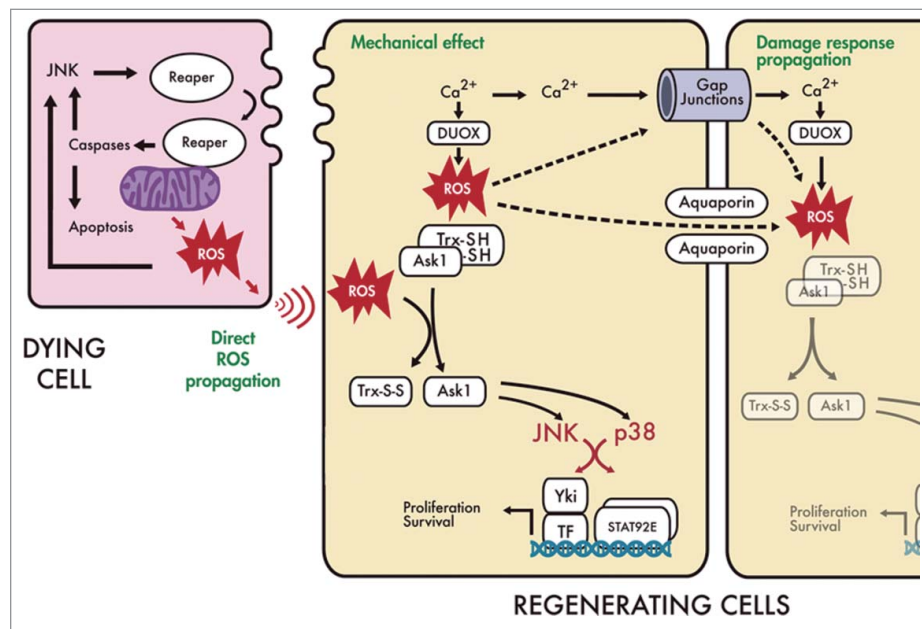 JNK
Reaper
Caspases
Reaper
Apoptosis
ROS
DYING
CELL
Direct
ROS
propagation
Mechanical effect
Ca2+
Ca2+
Gap
Junctions
DUOX
ROS
Aquaporin
Aquaporin
Trx-SH
-SH
Ask1
ROS
Trx-S-S
Ask1
JNK
p38
Yki
TF
STAT92E
Proliferation
Survival
Damage response
propagation
Ca2+
DUOX
ROS
Trx-SH
-SH
Ask1
Trx-S-S
Ask1
Proliferation
Survival
REGENERATING CELLS